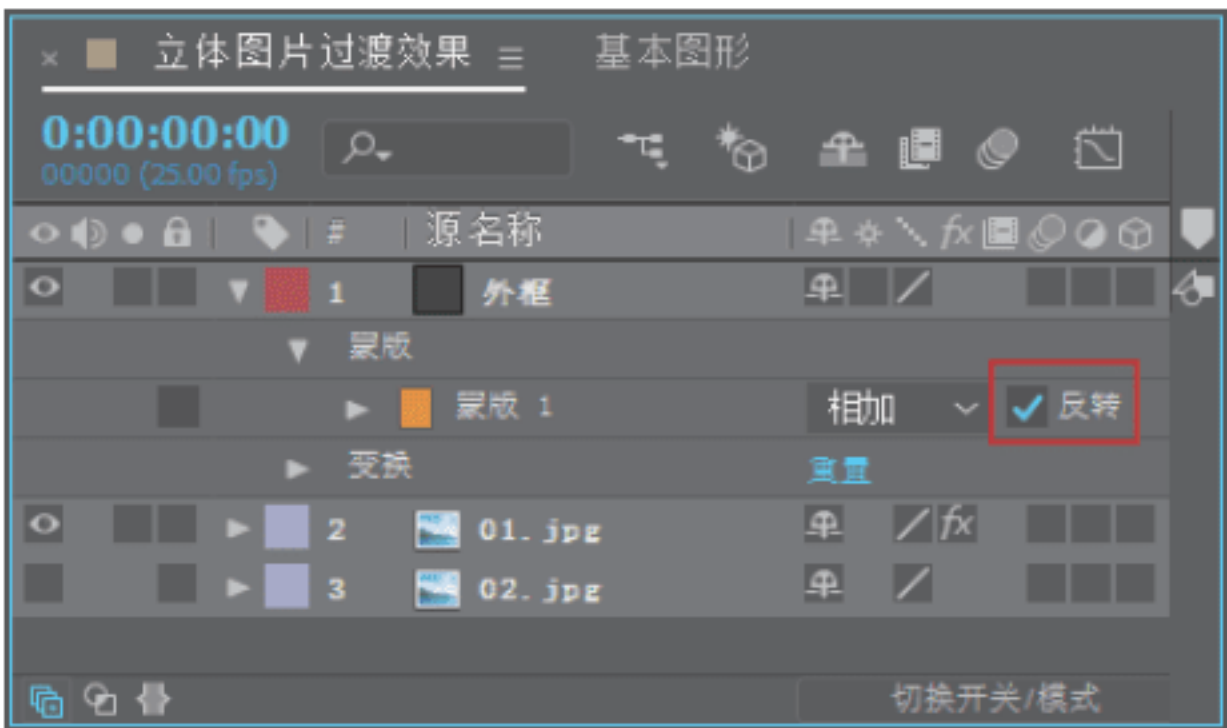 立体图片过渡效果 基本图形
0:00:00:00
00000 (25.00 fps)
# 源名称 fx
1 外框
蒙版
蒙版 1 相加 反转
变换 重置
2 01.jpg fx
3 02.jpg
切换开关/模式